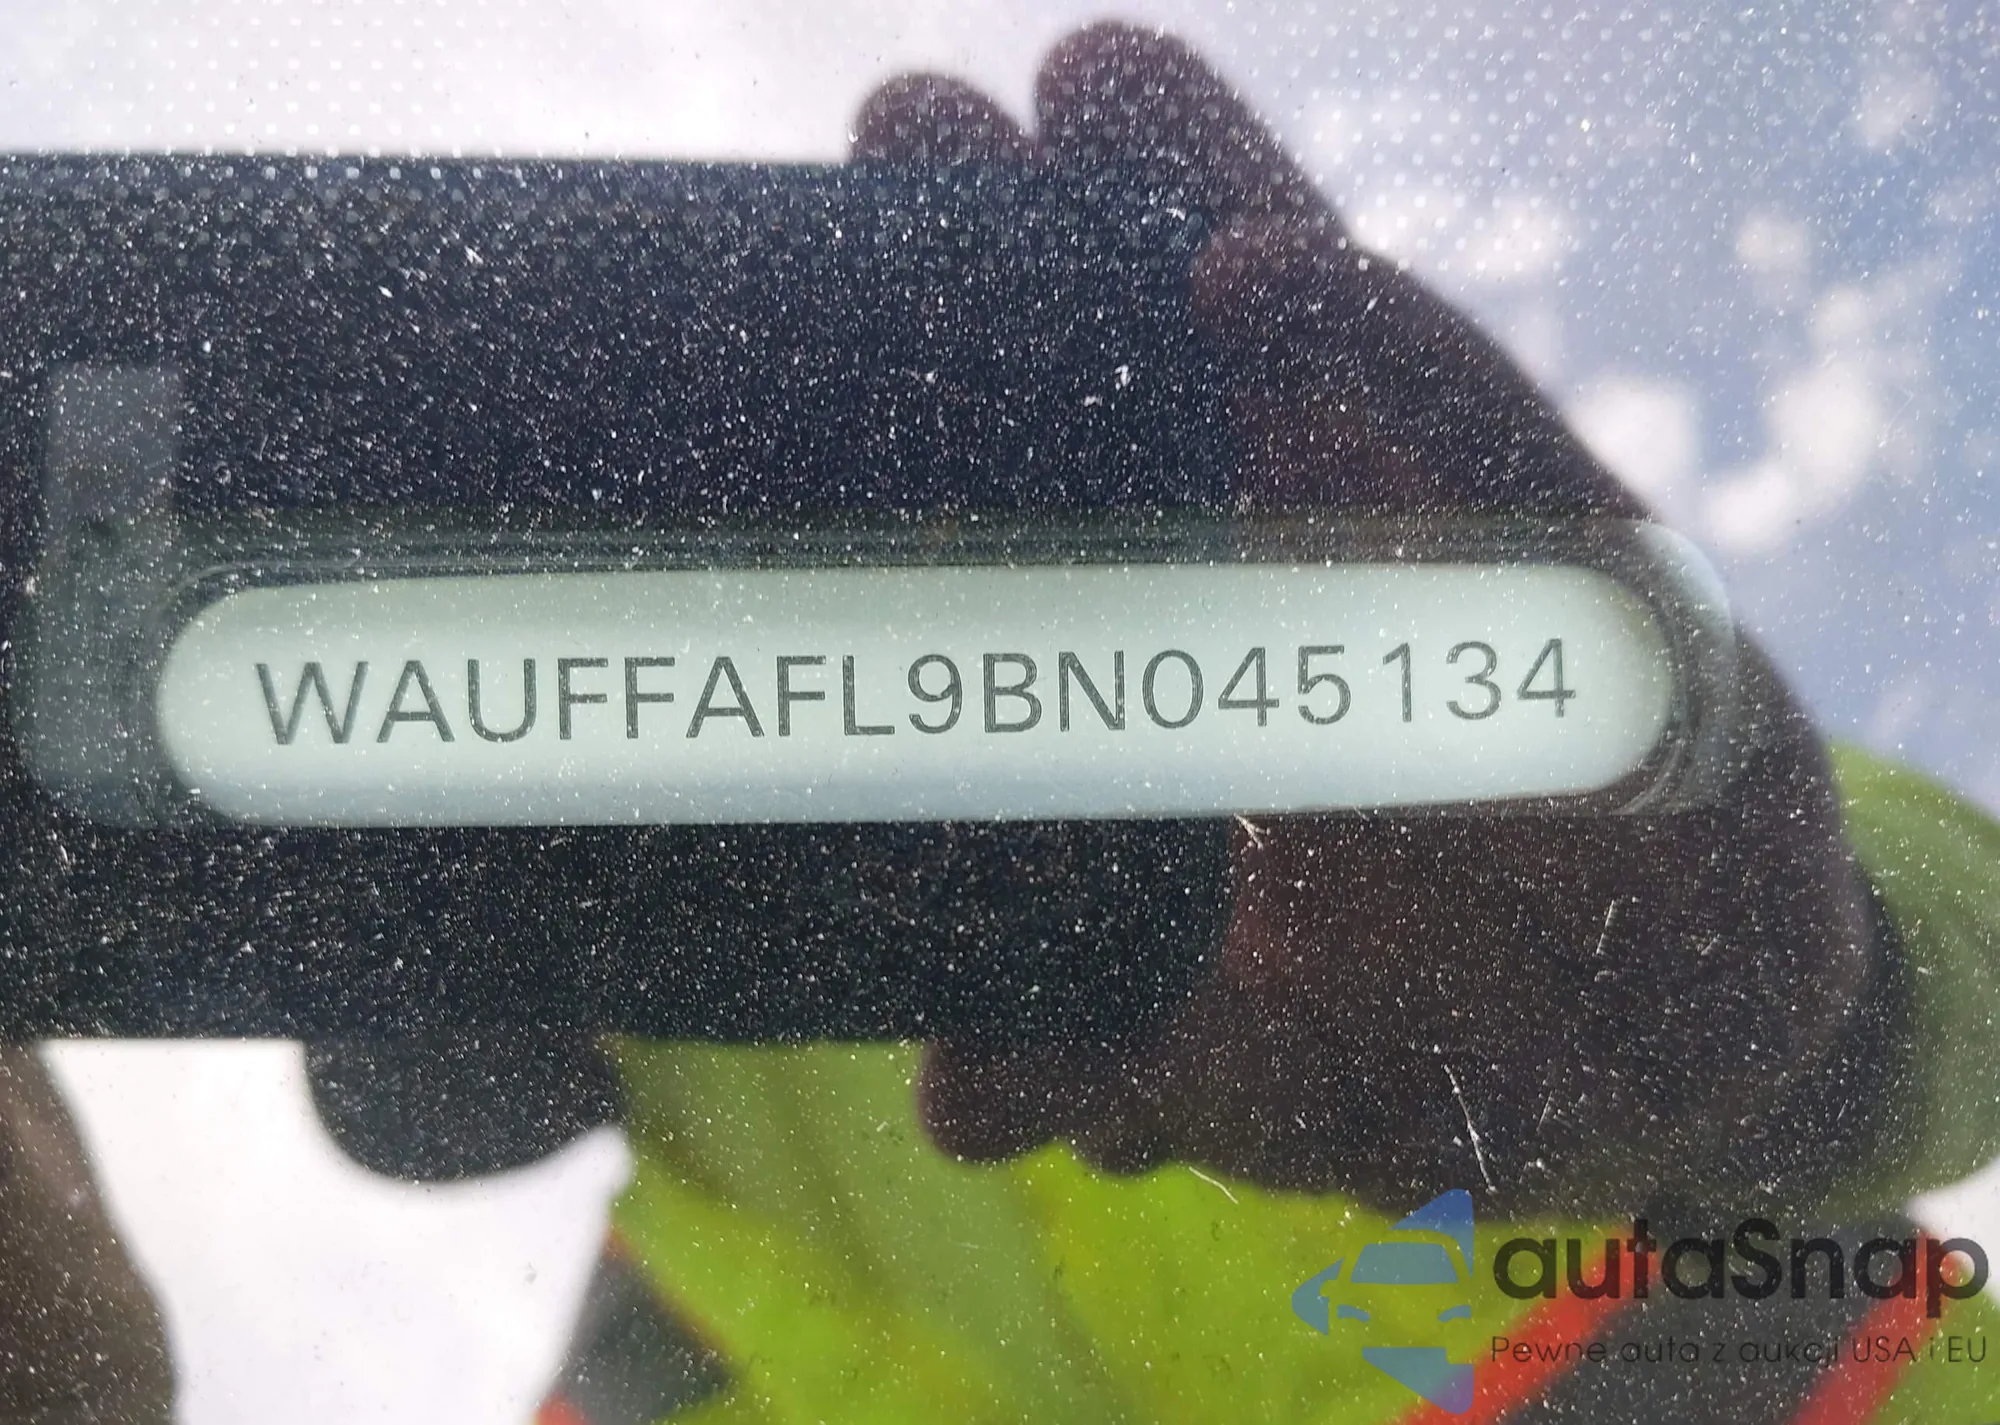 WAUFFAFL9BN045134
autaSnap
Pewne auta z aukcji USA i EU